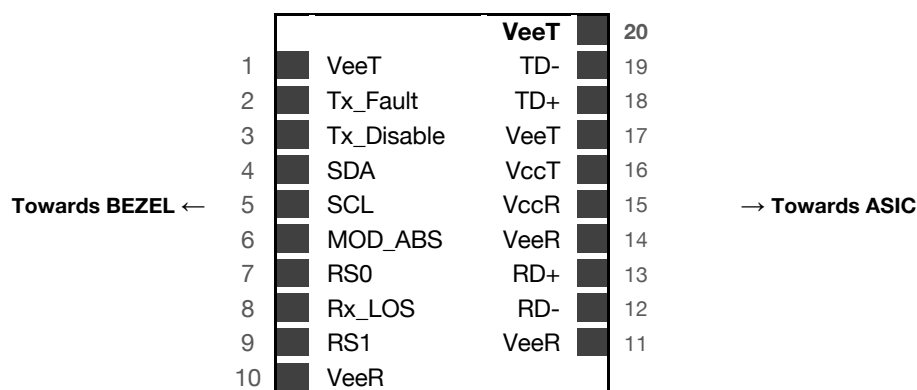 VeeT 20
1 VeeT TD- 19
2 Tx_Fault TD+ 18
3 Tx_Disable VeeT 17
4 SDA VccT 16
Towards BEZEL ← 5 SCL VccR 15 → Towards ASIC
6 MOD_ABS VeeR 14
7 RS0 RD+ 13
8 Rx_LOS RD- 12
9 RS1 VeeR 11
10 VeeR